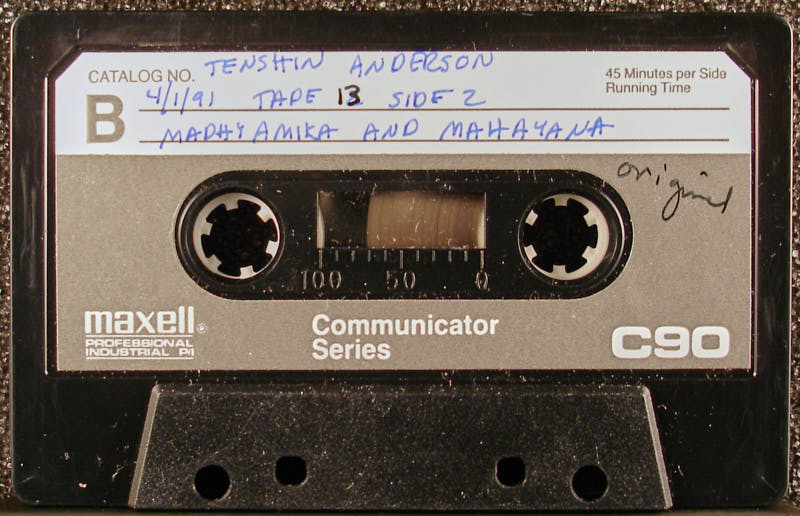 CATALOG NO. TENSHIN ANDERSON
45 Minutes per Side
Running Time
B 4/1/91 TAPE 13 SIDE 2
MADHYAMIKA AND MAHAYANA
original
100 50 0
maxell®
PROFESSIONAL
INDUSTRIAL P/I
Communicator
Series
C90